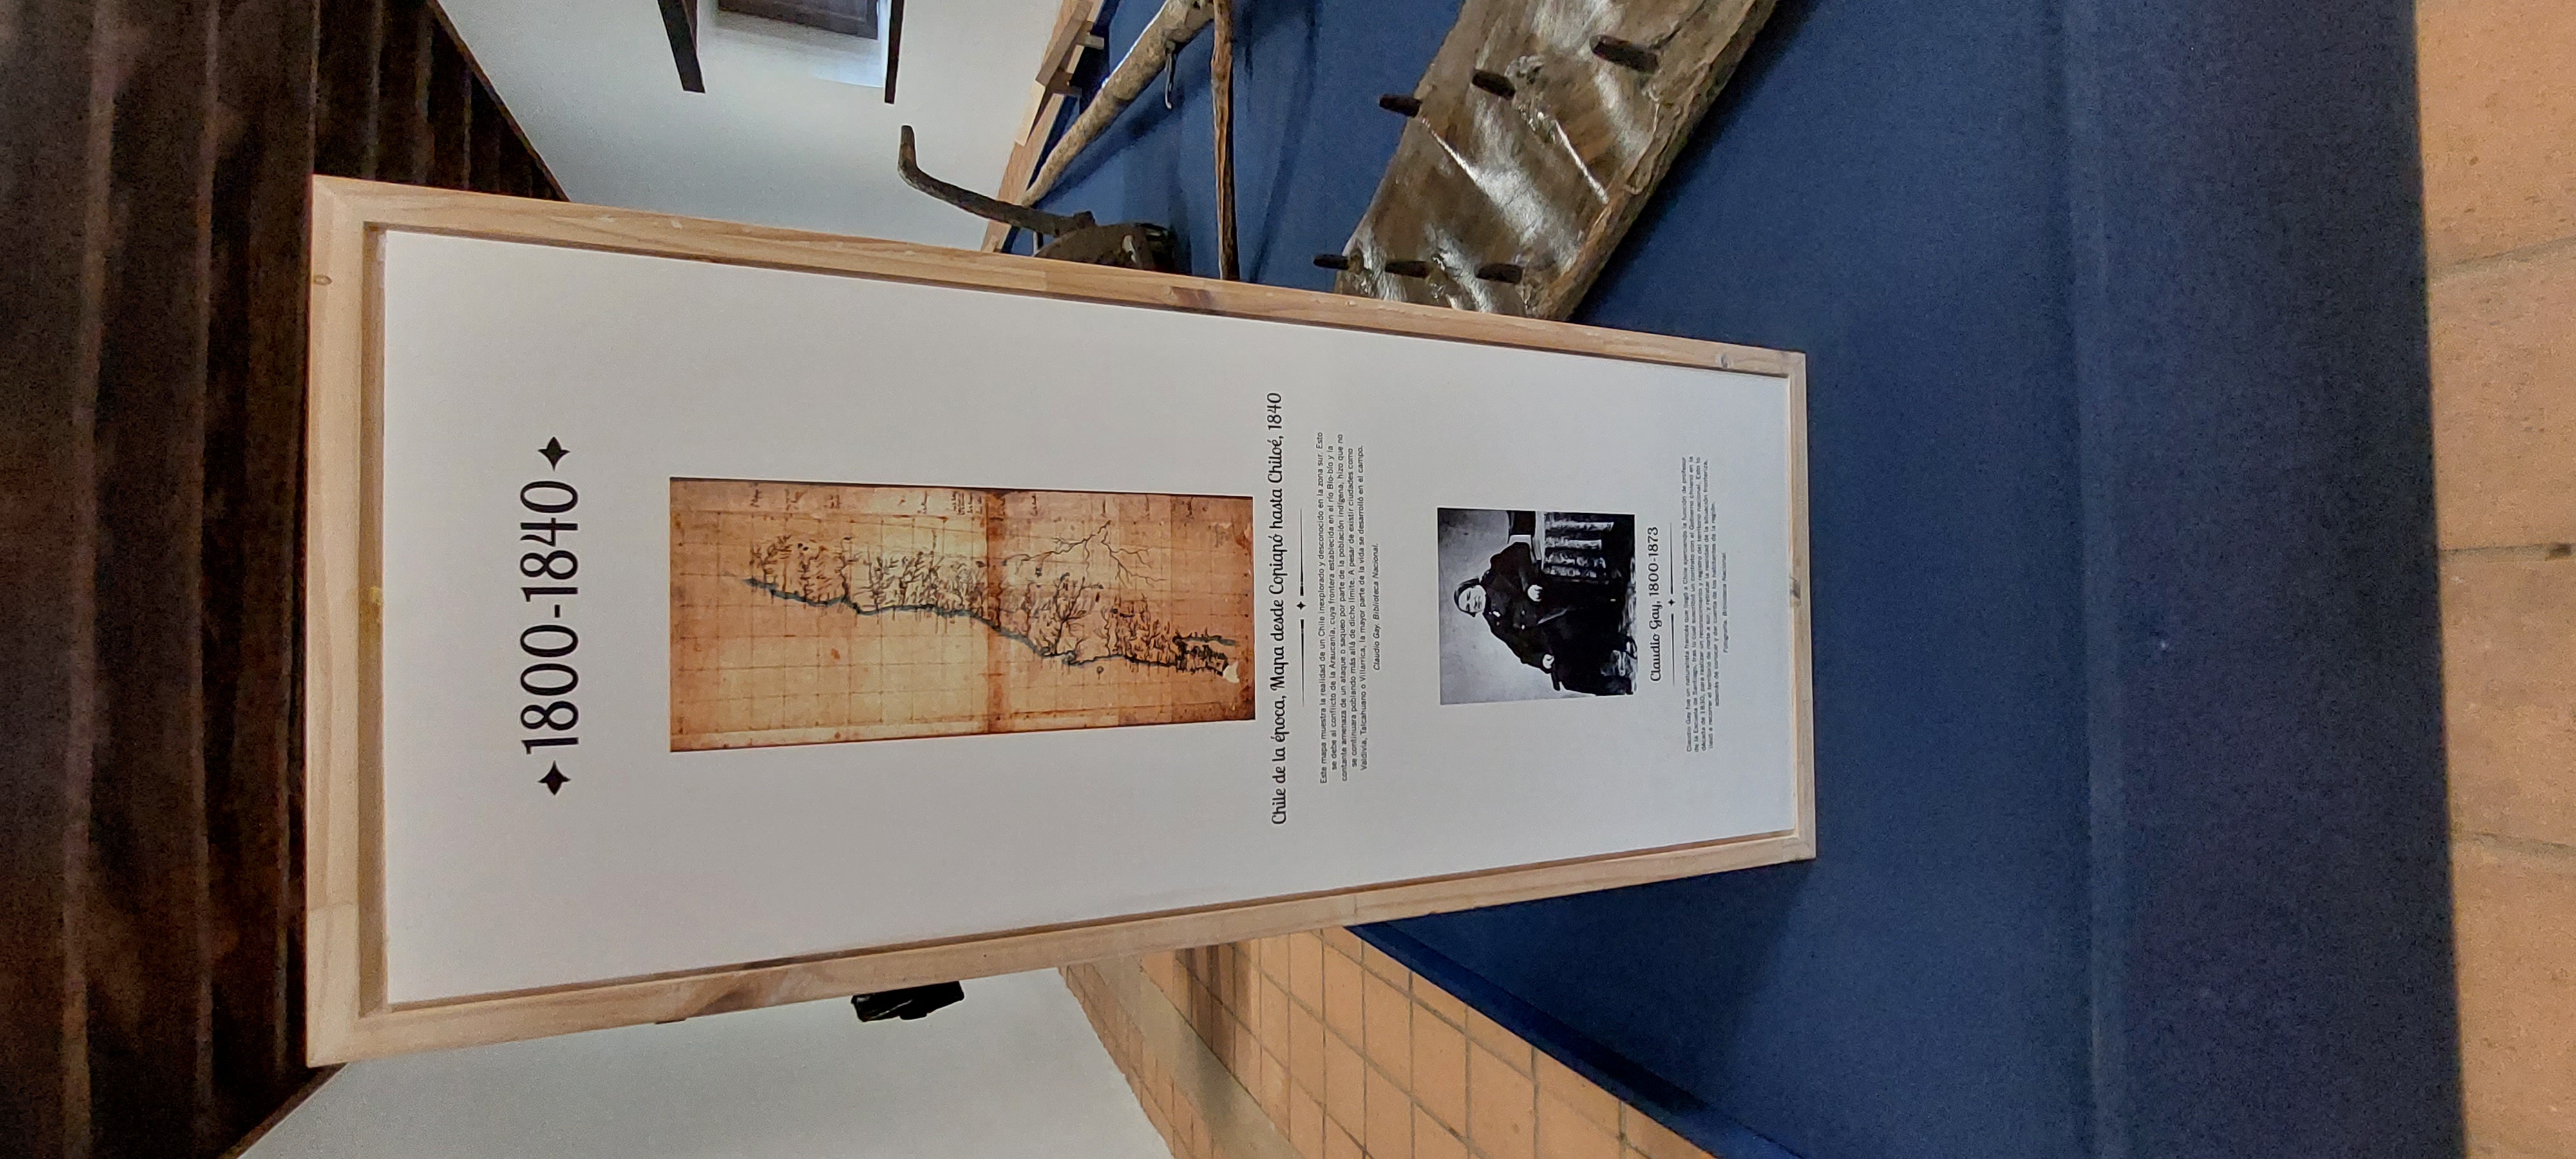 1800-1840
Chile de la época, Mapa desde Copiapó hasta Chiloé, 1840
Este mapa muestra la realidad de un Chile inexplorado y desconocido en la zona sur. Esto
se debe al conflicto de la Araucanía, cuya frontera establecida en el río Bío-bío y la
contante amenaza de un ataque o saqueo por parte de la población indígena, hizo que no
se continuara poblando más allá de dicho límite. A pesar de existir ciudades como
Valdivia, Talcahuano o Villarrica, la mayor parte de la vida se desarrolló en el campo.
Claudio Gay. Biblioteca Nacional.
Claudio Gay, 1800-1873
Claudio Gay fue un naturalista francés que llegó a Chile ejerciendo la función de profesor
de la Escuela de Santiago, tras lo cual suscribió un contrato con el Gobierno chileno en la
década de 1830, para realizar un reconocimiento y registro del territorio nacional. Esto lo
llevó a recorrer el territorio de norte a sur, y retratar la realidad de la situación fronteriza,
además de conocer y dar cuenta de los habitantes de la región.
Fotografía. Biblioteca Nacional.